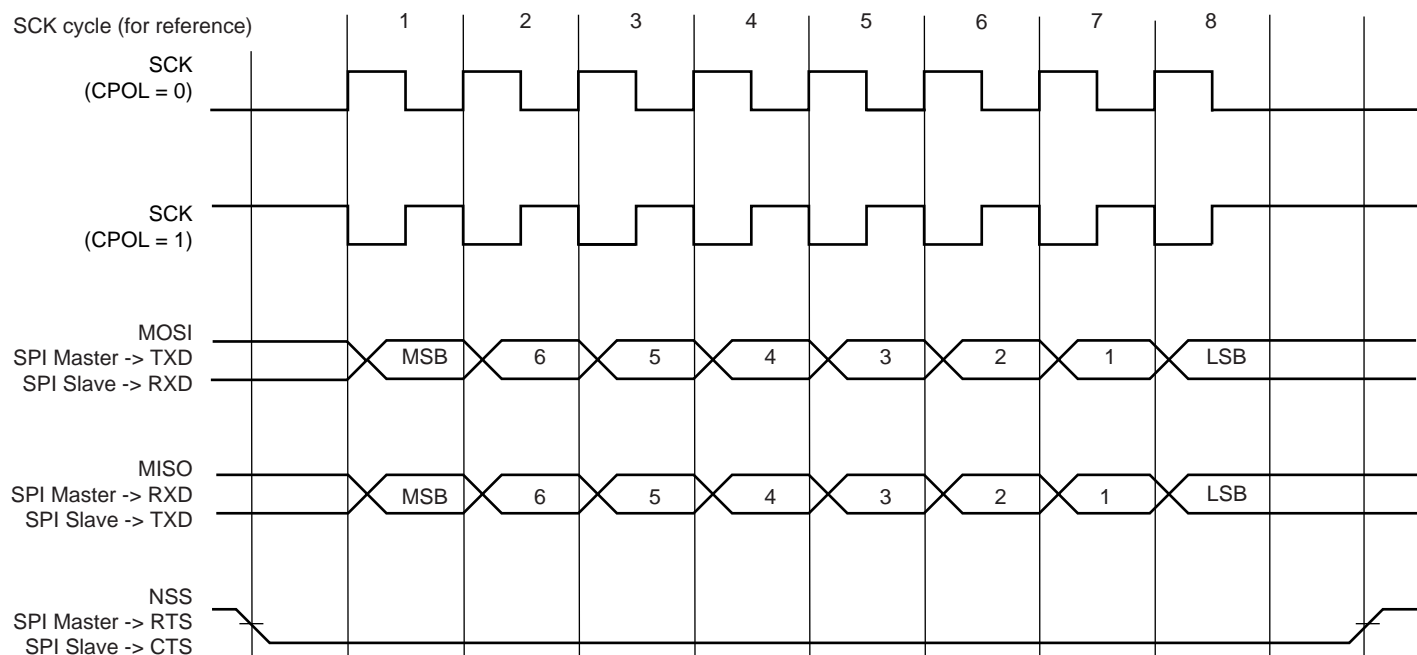 SCK cycle (for reference)
1 2 3 4 5 6 7 8
SCK
(CPOL = 0)
SCK
(CPOL = 1)
MOSI
SPI Master -> TXD
SPI Slave -> RXD
MSB 6 5 4 3 2 1 LSB
MISO
SPI Master -> RXD
SPI Slave -> TXD
MSB 6 5 4 3 2 1 LSB
NSS
SPI Master -> RTS
SPI Slave -> CTS